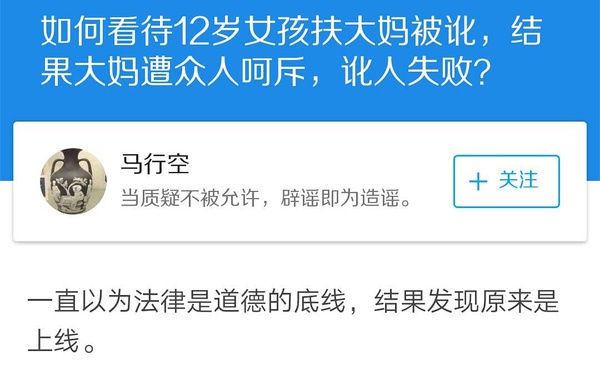 如何看待12岁女孩扶大妈被讹，结
果大妈遭众人呵斥，讹人失败？
马行空
当质疑不被允许，辟谣即为造谣。
+ 关注
一直以为法律是道德的底线，结果发现原来是
上线。